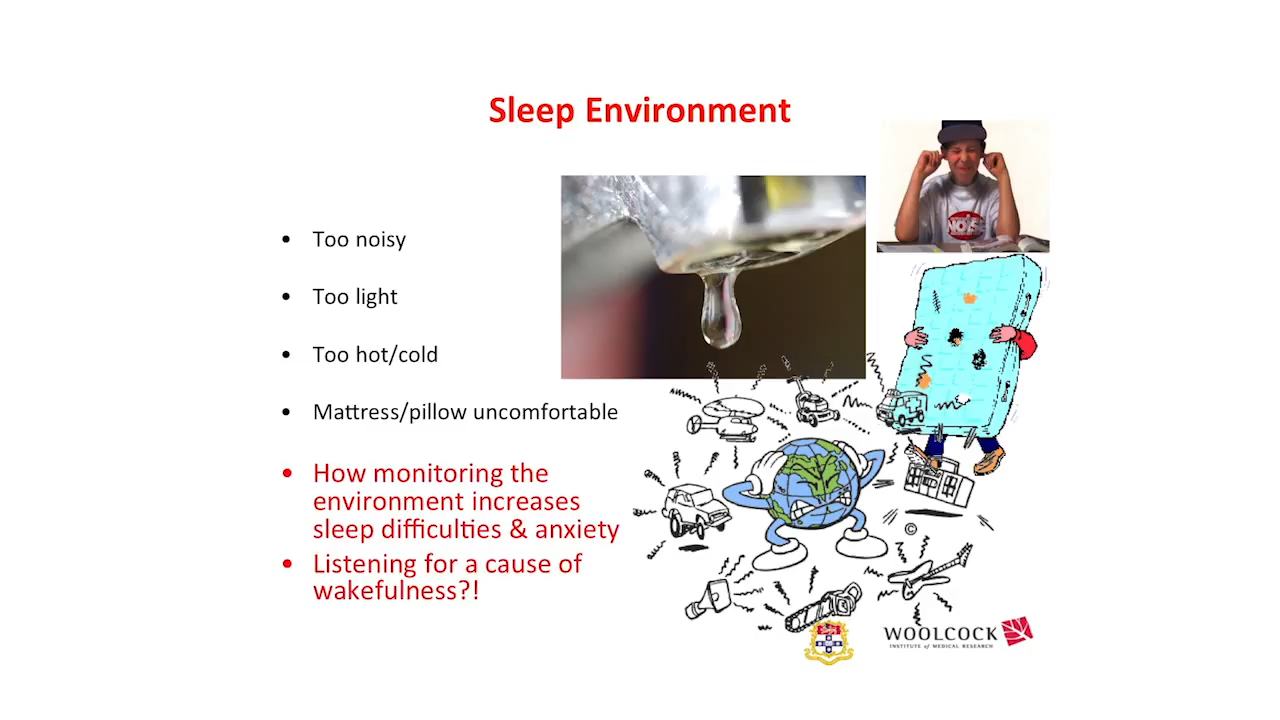 Sleep Environment
• Too noisy
• Too light
• Too hot/cold
• Mattress/pillow uncomfortable
• How monitoring the
environment increases
sleep difficulties & anxiety
• Listening for a cause of
wakefulness?!
NOISE
©
WOOLCOCK
INSTITUTE of MEDICAL RESEARCH